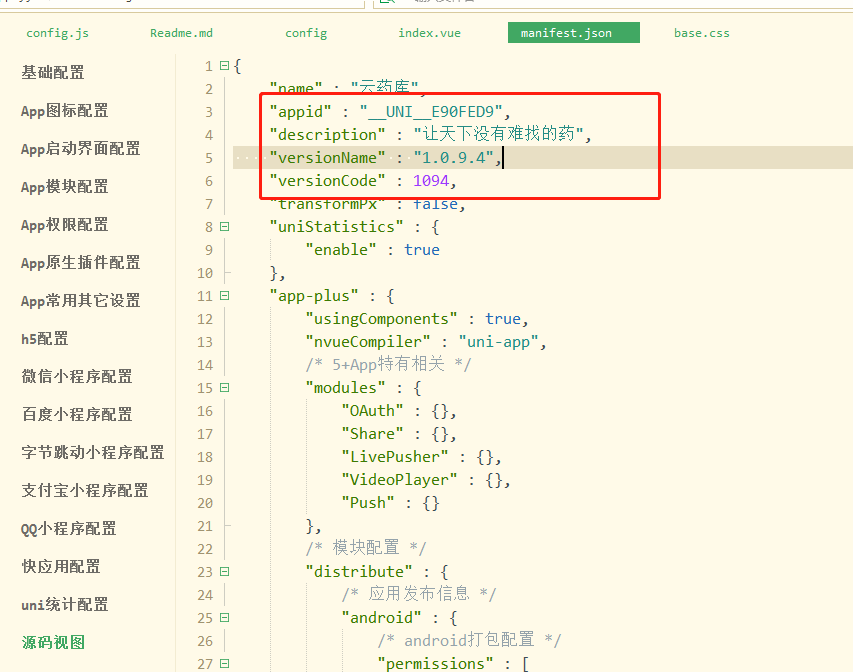 config.js Readme.md config index.vue manifest.json base.css
基础配置
App图标配置
App启动界面配置
App模块配置
App权限配置
App原生插件配置
App常用其它设置
h5配置
微信小程序配置
百度小程序配置
字节跳动小程序配置
支付宝小程序配置
QQ小程序配置
快应用配置
uni统计配置
源码视图
1 {
2 "name" : "云药库",
3 "appid" : "__UNI__E90FED9",
4 "description" : "让天下没有难找的药",
5 "versionName" : "1.0.9.4",
6 "versionCode" : 1094,
7 "transformPx" : false,
8 "uniStatistics" : {
9 "enable" : true
10 },
11 "app-plus" : {
12 "usingComponents" : true,
13 "nvueCompiler" : "uni-app",
14 /* 5+App特有相关 */
15 "modules" : {
16 "OAuth" : {},
17 "Share" : {},
18 "LivePusher" : {},
19 "VideoPlayer" : {},
20 "Push" : {}
21 },
22 /* 模块配置 */
23 "distribute" : {
24 /* 应用发布信息 */
25 "android" : {
26 /* android打包配置 */
27 "permissions" : [